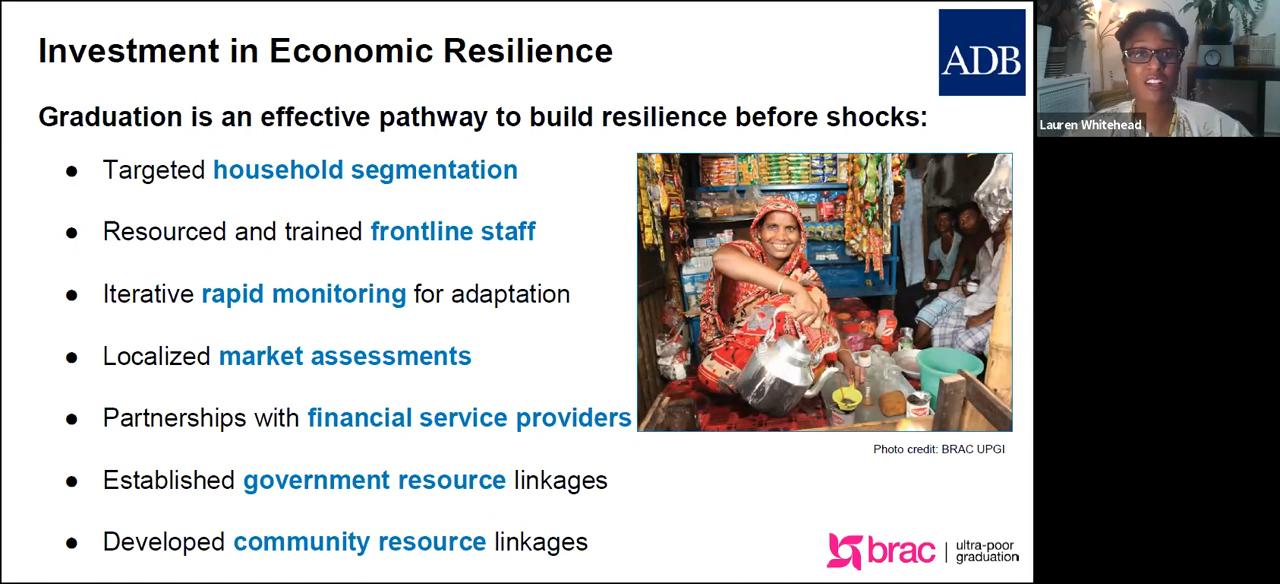 Investment in Economic Resilience
ADB
Lauren Whitehead
Graduation is an effective pathway to build resilience before shocks:
● Targeted household segmentation
● Resourced and trained frontline staff
● Iterative rapid monitoring for adaptation
● Localized market assessments
● Partnerships with financial service providers
● Established government resource linkages
● Developed community resource linkages
Photo credit: BRAC UPGI
brac | ultra-poor
graduation